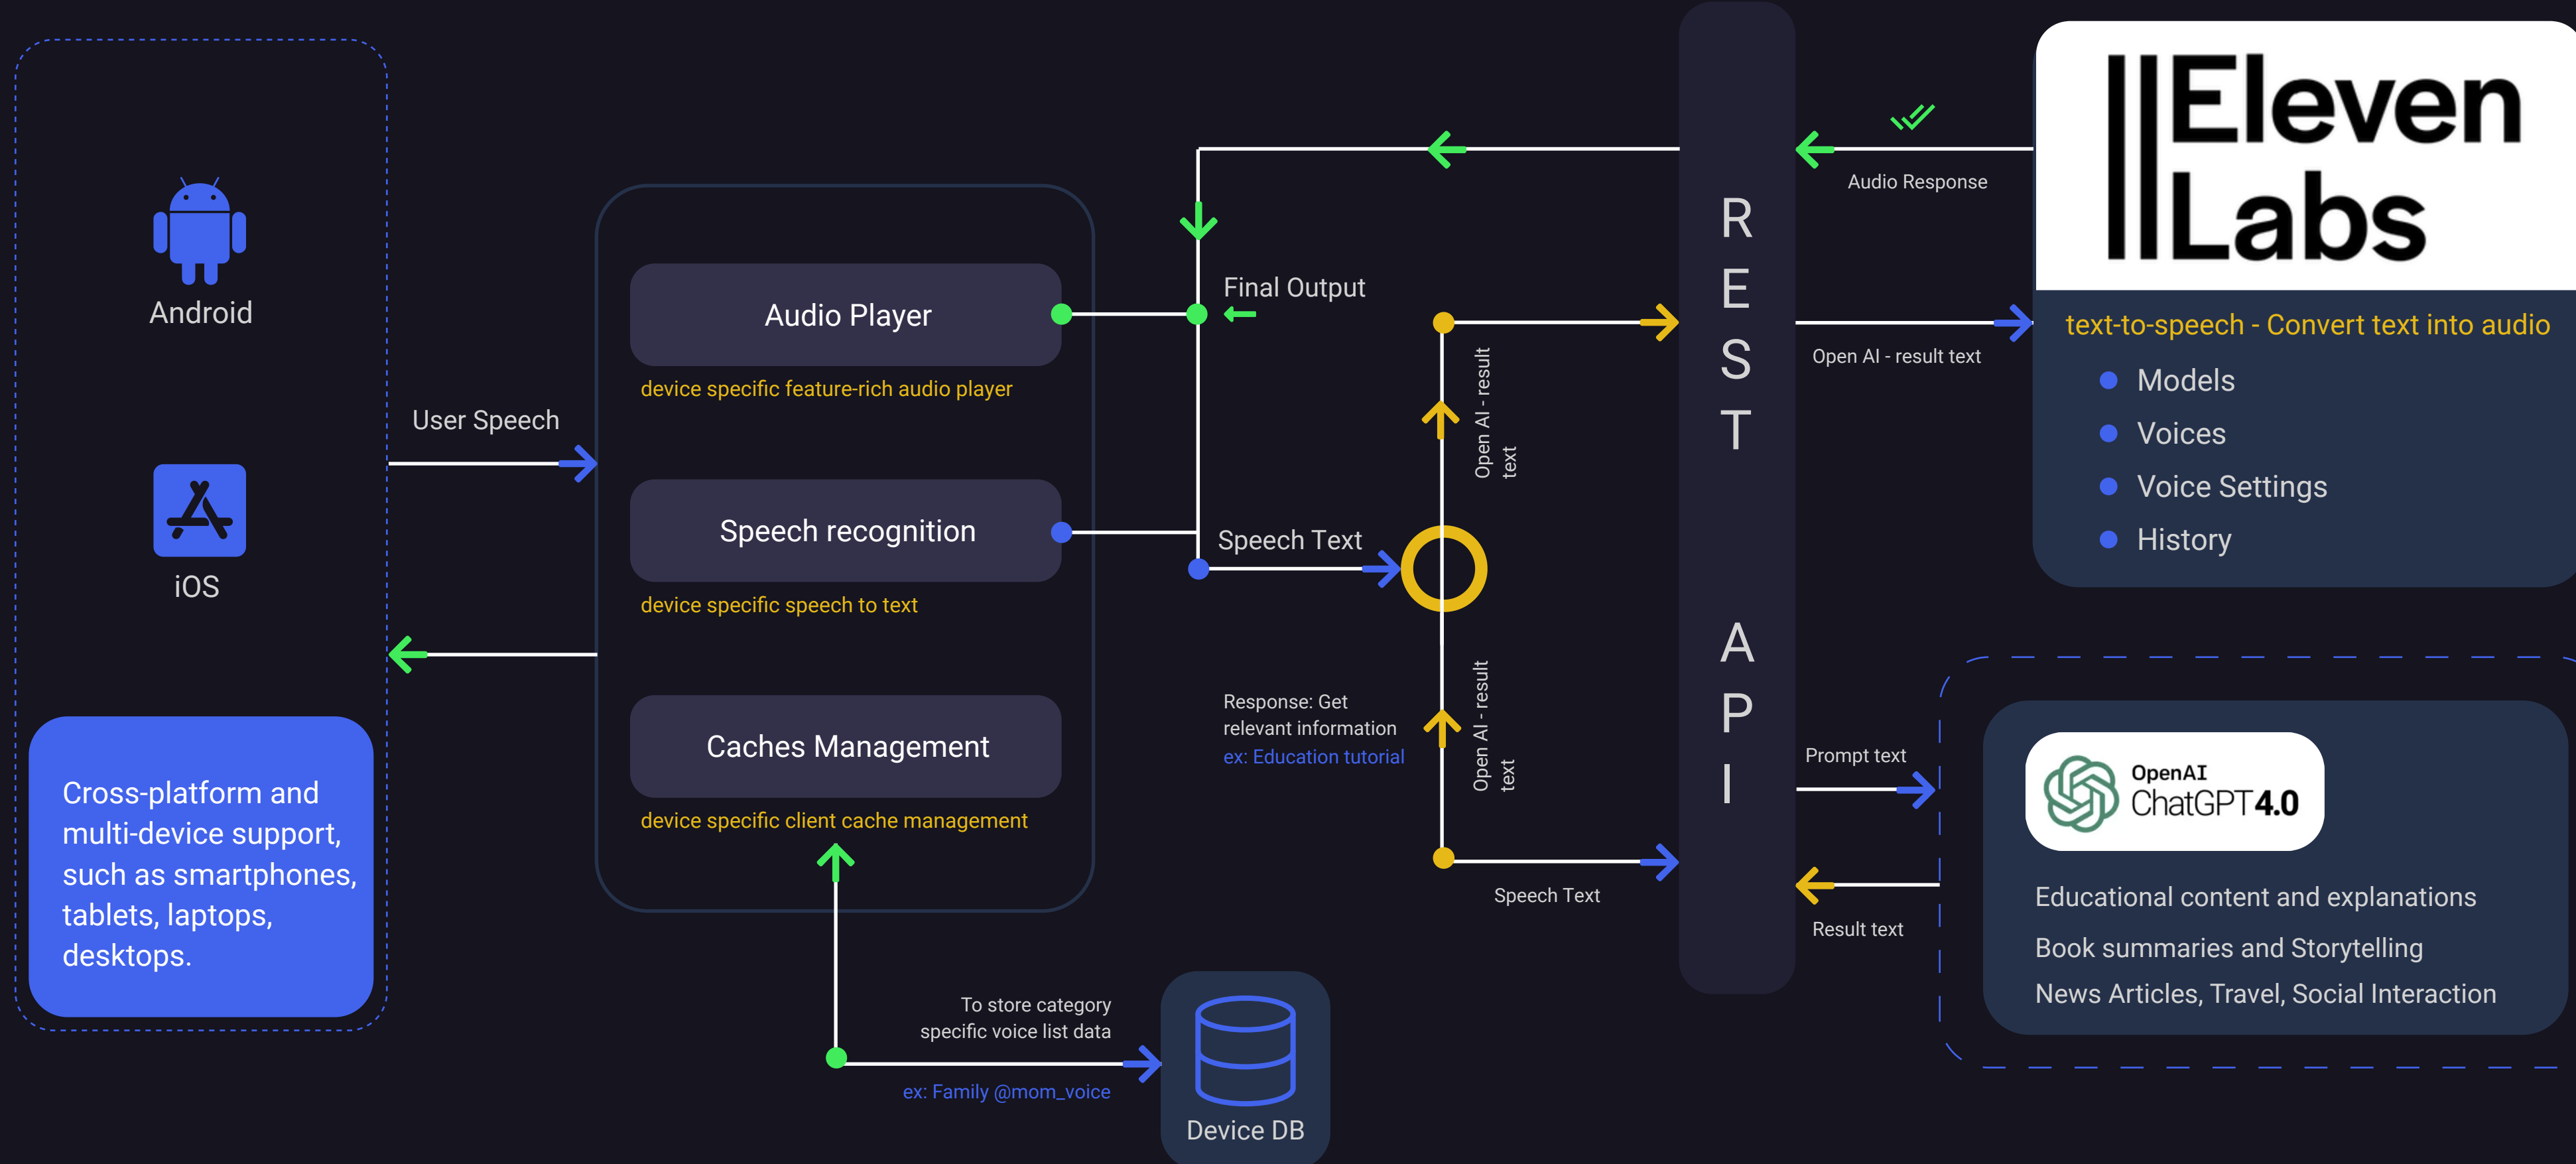 Android
iOS
Cross-platform and
multi-device support,
such as smartphones,
tablets, laptops,
desktops.
User Speech
Audio Player
device specific feature-rich audio player
Speech recognition
device specific speech to text
Caches Management
device specific client cache management
To store category
specific voice list data
ex: Family @mom_voice
Device DB
Final Output
Speech Text
Response: Get
relevant information
ex: Education tutorial
Open AI - result
text
Open AI - result
text
Speech Text
R
E
S
T
A
P
I
Audio Response
Open AI - result text
Prompt text
Result text
Eleven
Labs
text-to-speech - Convert text into audio
Models
Voices
Voice Settings
History
OpenAI
ChatGPT 4.0
Educational content and explanations
Book summaries and Storytelling
News Articles, Travel, Social Interaction